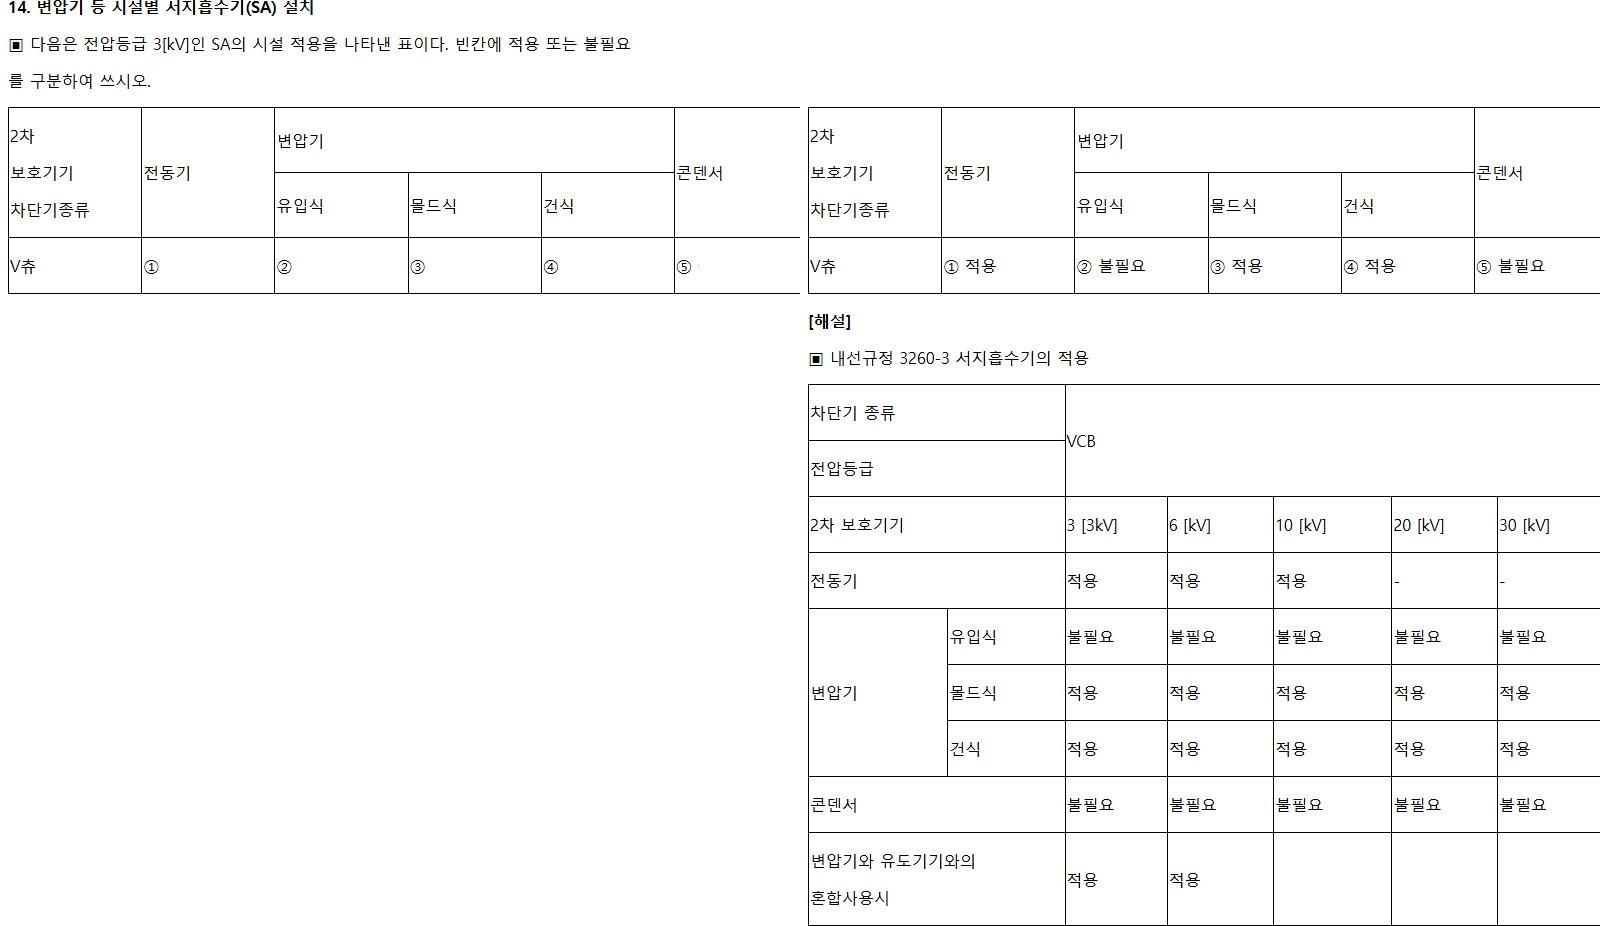 14. 변압기 등 시설별 서지흡수기(SA) 설치
▣ 다음은 전압등급 3[kV]인 SA의 시설 적용을 나타낸 표이다. 빈칸에 적용 또는 불필요
를 구분하여 쓰시오.
2차
보호기기
차단기종류
전동기
변압기
콘덴서
유입식
몰드식
건식
V츄
①
②
③
④
⑤
2차
보호기기
차단기종류
전동기
변압기
콘덴서
유입식
몰드식
건식
V츄
① 적용
② 불필요
③ 적용
④ 적용
⑤ 불필요
[해설]
▣ 내선규정 3260-3 서지흡수기의 적용
차단기 종류
VCB
전압등급
2차 보호기기
3 [3kV]
6 [kV]
10 [kV]
20 [kV]
30 [kV]
전동기
적용
적용
적용
-
-
변압기
유입식
불필요
불필요
불필요
불필요
불필요
몰드식
적용
적용
적용
적용
적용
건식
적용
적용
적용
적용
적용
콘덴서
불필요
불필요
불필요
불필요
불필요
변압기와 유도기기와의
혼합사용시
적용
적용